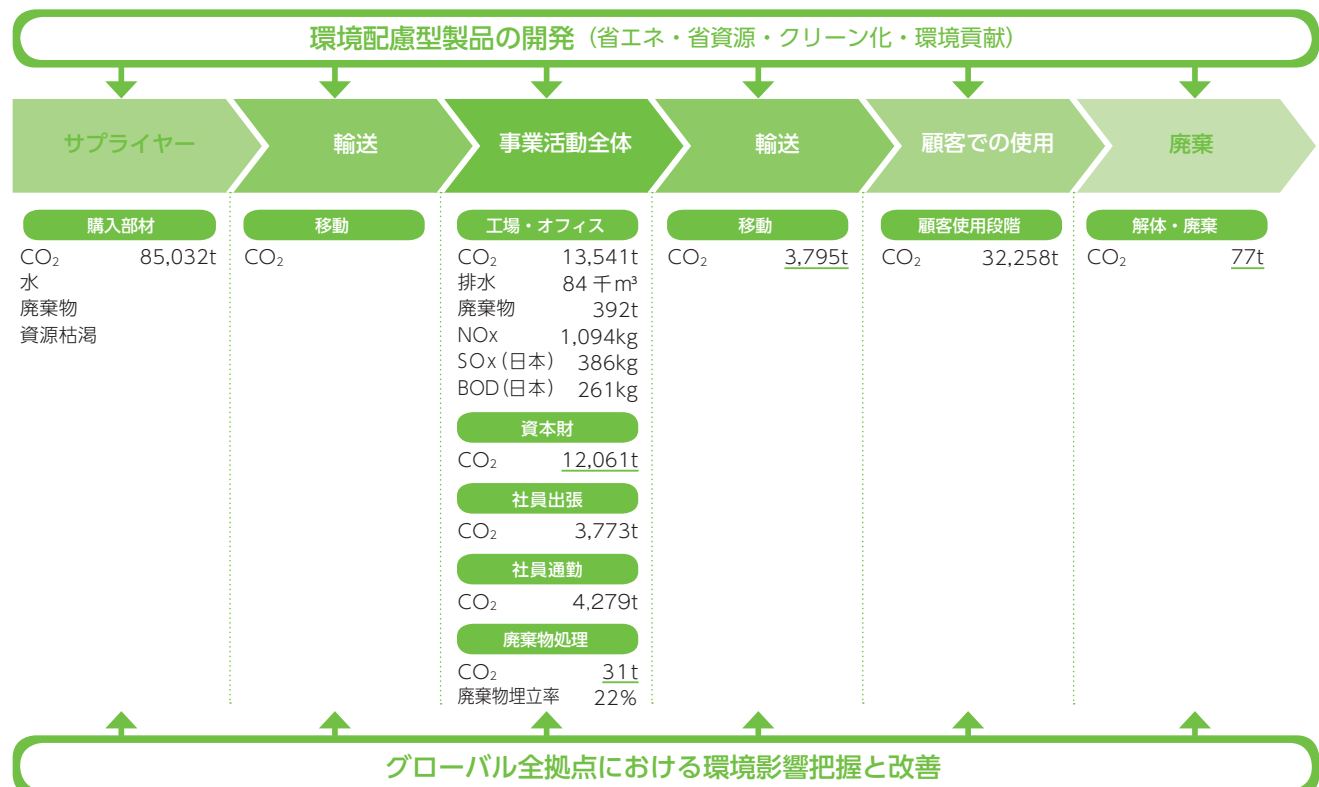 環境配慮型製品の開発（省エネ・省資源・クリーン化・環境貢献）
サプライヤー
輸送
事業活動全体
輸送
顧客での使用
廃棄
購入部材
CO₂ 85,032t
水
廃棄物
資源枯渇
移動
CO₂
工場・オフィス
CO₂ 13,541t
排水 84千m³
廃棄物 392t
NOx 1,094kg
SOx（日本） 386kg
BOD（日本） 261kg
資本財
CO₂ 12,061t
社員出張
CO₂ 3,773t
社員通勤
CO₂ 4,279t
廃棄物処理
CO₂ 31t
廃棄物埋立率 22%
移動
CO₂ 3,795t
顧客使用段階
CO₂ 32,258t
解体・廃棄
CO₂ 77t
グローバル全拠点における環境影響把握と改善